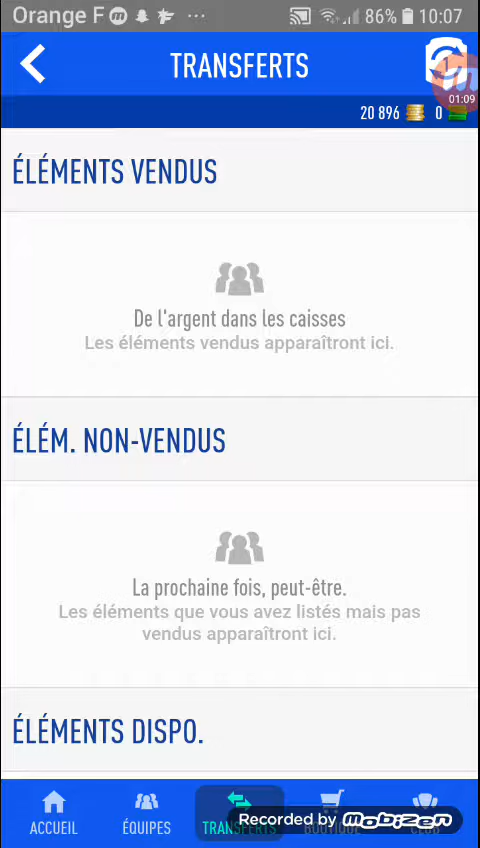 Orange F ... 86% 10:07
TRANSFERTS
01:09
20 896 0
ÉLÉMENTS VENDUS
De l'argent dans les caisses
Les éléments vendus apparaîtront ici.
ÉLÉM. NON-VENDUS
La prochaine fois, peut-être.
Les éléments que vous avez listés mais pas
vendus apparaîtront ici.
ÉLÉMENTS DISPO.
ACCUEIL ÉQUIPES TRANSFERTS
Recorded by MOBIZEN